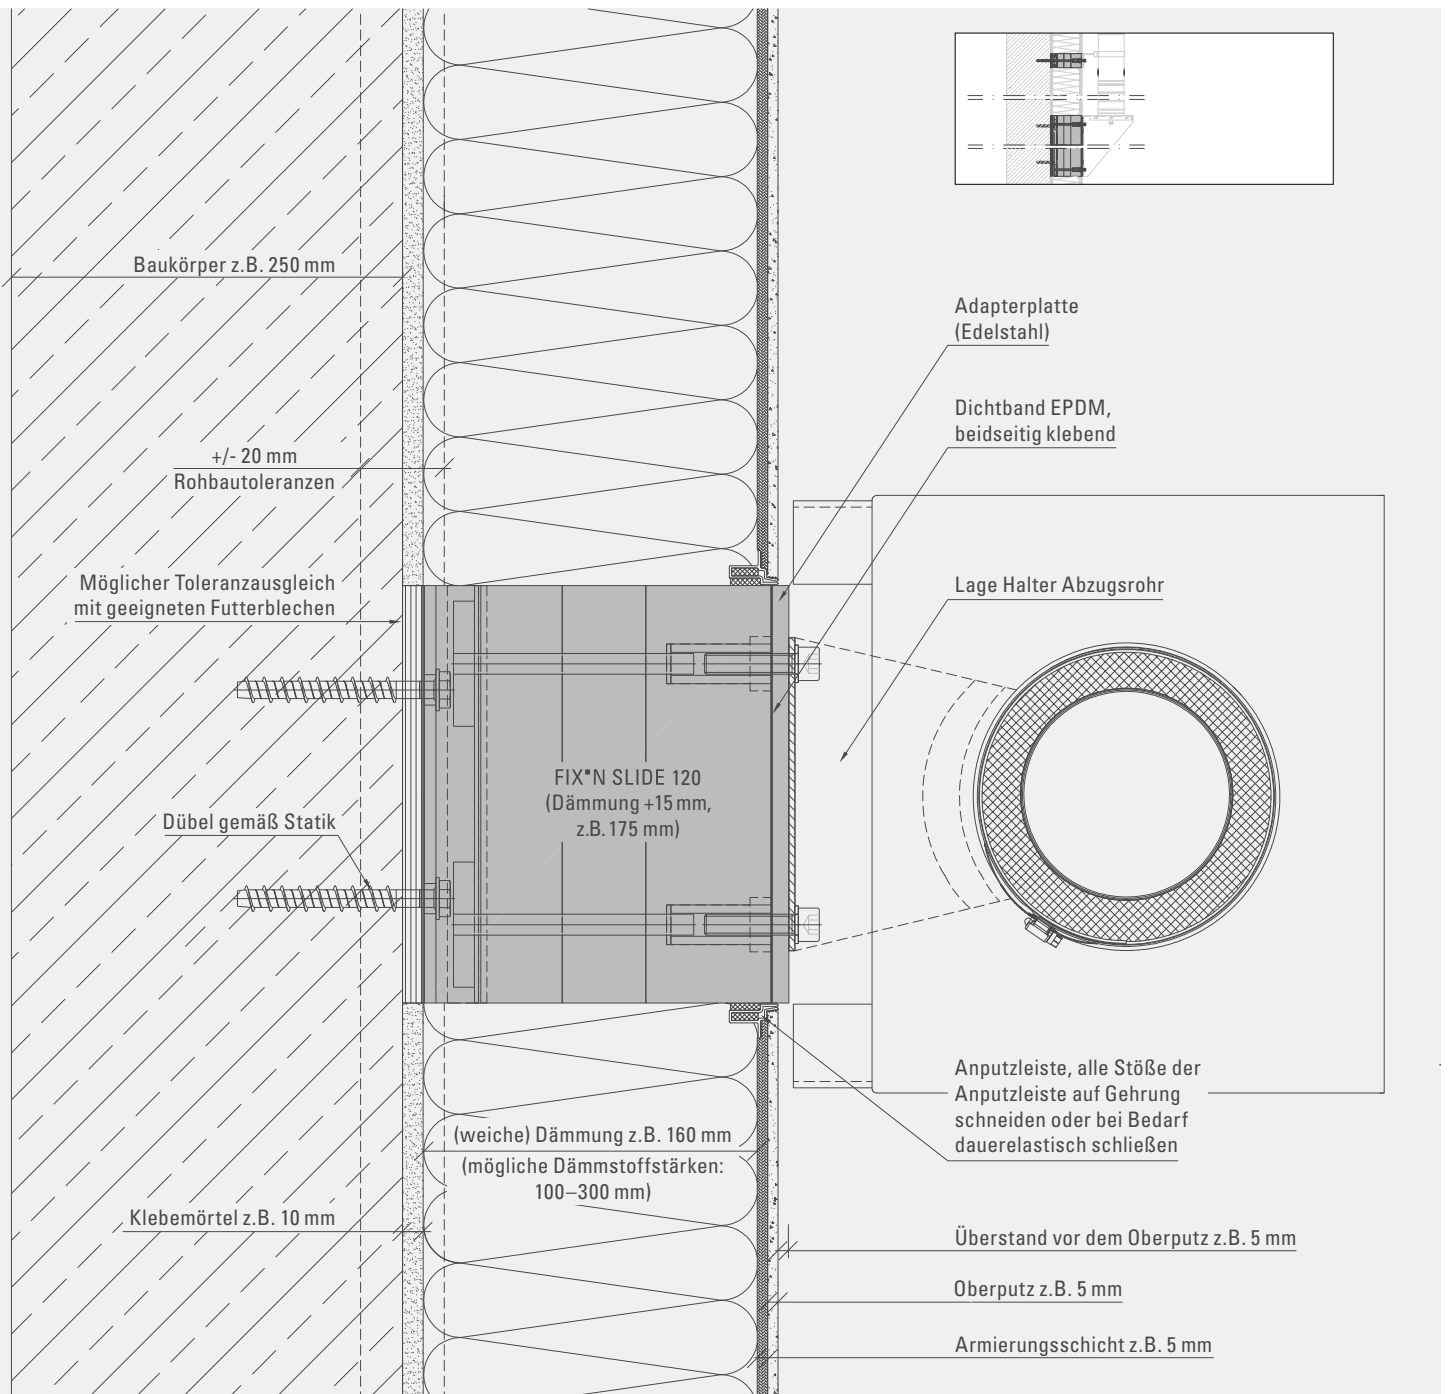 Baukörper z.B. 250 mm
+/- 20 mm
Rohbautoleranzen
Möglicher Toleranzausgleich
mit geeigneten Futterblechen
Dübel gemäß Statik
Klebemörtel z.B. 10 mm
FIX"N SLIDE 120
(Dämmung +15 mm,
z.B. 175 mm)
(weiche) Dämmung z.B. 160 mm
(mögliche Dämmstoffstärken:
100–300 mm)
Adapterplatte
(Edelstahl)
Dichtband EPDM,
beidseitig klebend
Lage Halter Abzugsrohr
Anputzleiste, alle Stöße der
Anputzleiste auf Gehrung
schneiden oder bei Bedarf
dauerelastisch schließen
Überstand vor dem Oberputz z.B. 5 mm
Oberputz z.B. 5 mm
Armierungsschicht z.B. 5 mm